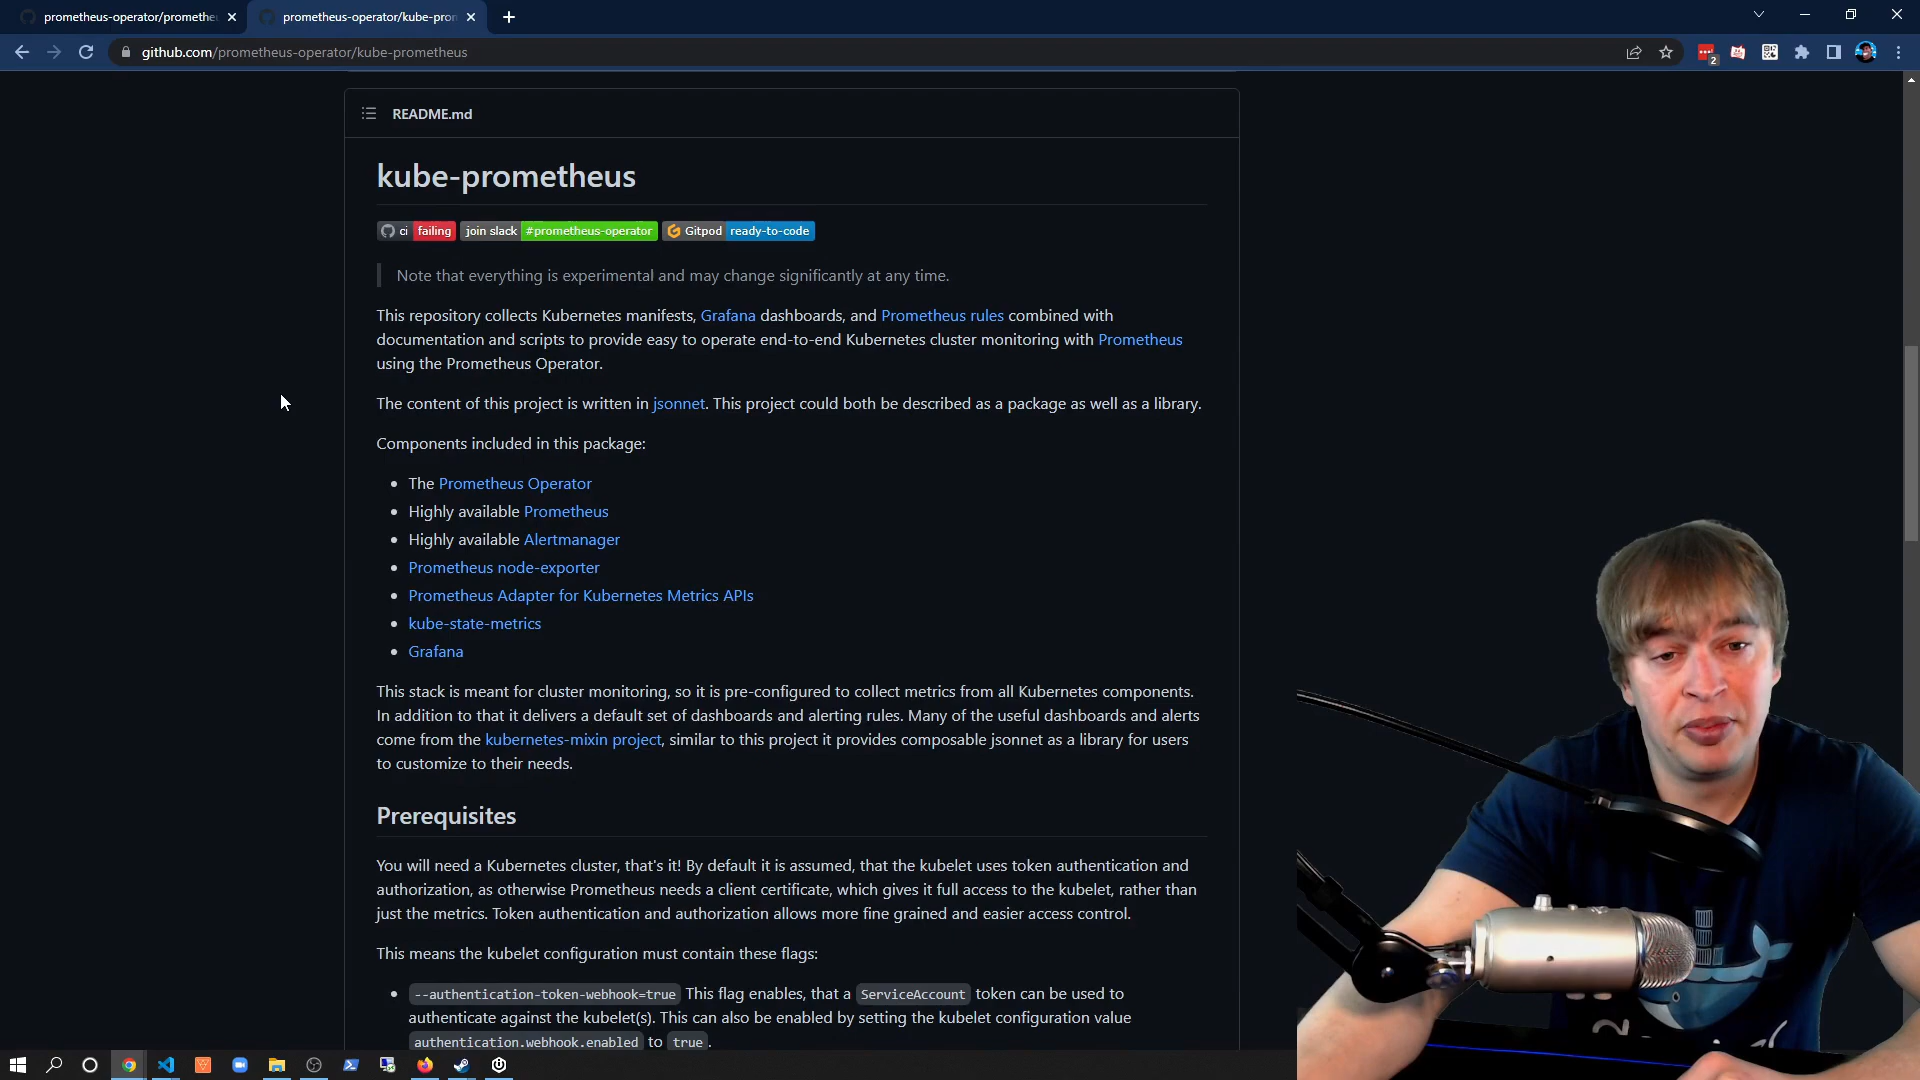 prometheus-operator/promethe
prometheus-operator/kube-pron
github.com/prometheus-operator/kube-prometheus
2
README.md
kube-prometheus
ci failing join slack #prometheus-operator Gitpod ready-to-code
Note that everything is experimental and may change significantly at any time.
This repository collects Kubernetes manifests, Grafana dashboards, and Prometheus rules combined with
documentation and scripts to provide easy to operate end-to-end Kubernetes cluster monitoring with Prometheus
using the Prometheus Operator.
The content of this project is written in jsonnet. This project could both be described as a package as well as a library.
Components included in this package:
The Prometheus Operator
Highly available Prometheus
Highly available Alertmanager
Prometheus node-exporter
Prometheus Adapter for Kubernetes Metrics APIs
kube-state-metrics
Grafana
This stack is meant for cluster monitoring, so it is pre-configured to collect metrics from all Kubernetes components.
In addition to that it delivers a default set of dashboards and alerting rules. Many of the useful dashboards and alerts
come from the kubernetes-mixin project, similar to this project it provides composable jsonnet as a library for users
to customize to their needs.
Prerequisites
You will need a Kubernetes cluster, that's it! By default it is assumed, that the kubelet uses token authentication and
authorization, as otherwise Prometheus needs a client certificate, which gives it full access to the kubelet, rather than
just the metrics. Token authentication and authorization allows more fine grained and easier access control.
This means the kubelet configuration must contain these flags:
--authentication-token-webhook=true This flag enables, that a ServiceAccount token can be used to
authenticate against the kubelet(s). This can also be enabled by setting the kubelet configuration value
authentication.webhook.enabled to true.